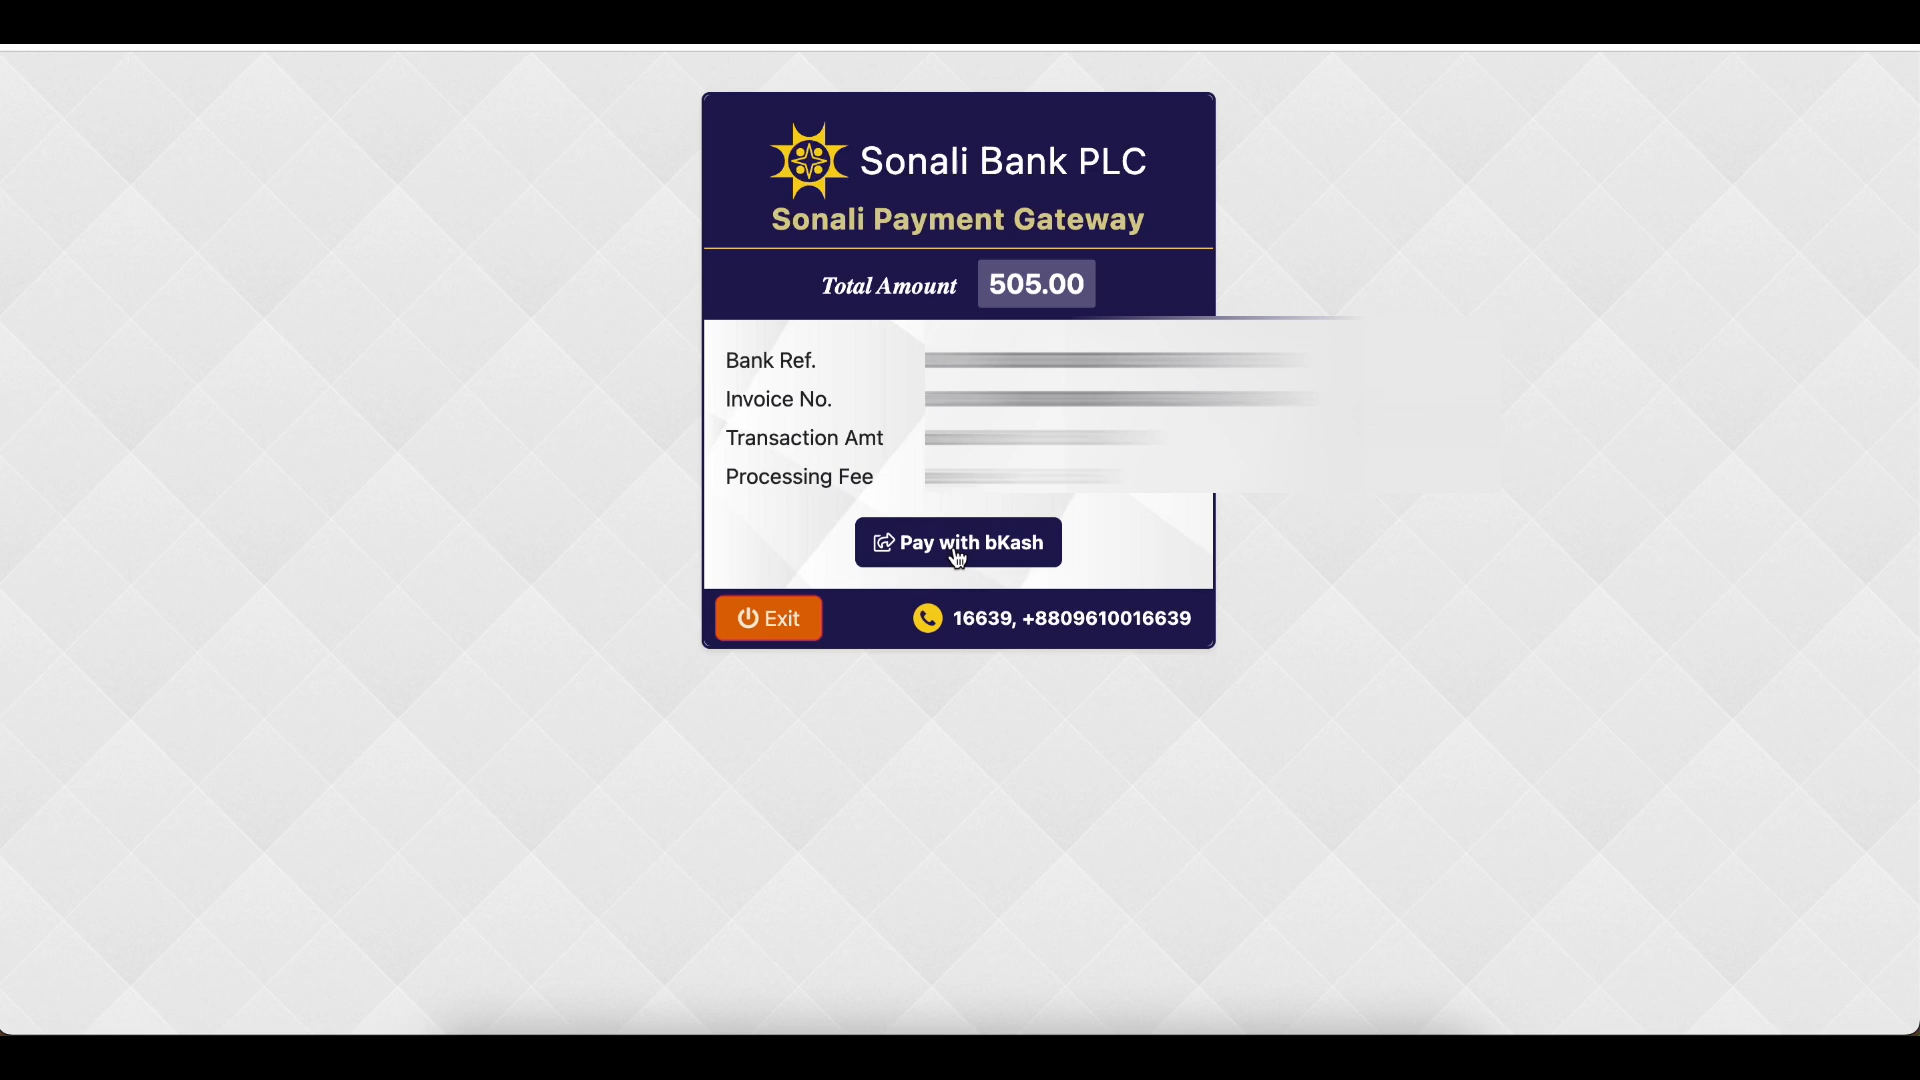 Sonali Bank PLC
Sonali Payment Gateway
Total Amount 505.00
Bank Ref.
Invoice No.
Transaction Amt
Processing Fee
Pay with bKash
Exit
16639, +8809610016639